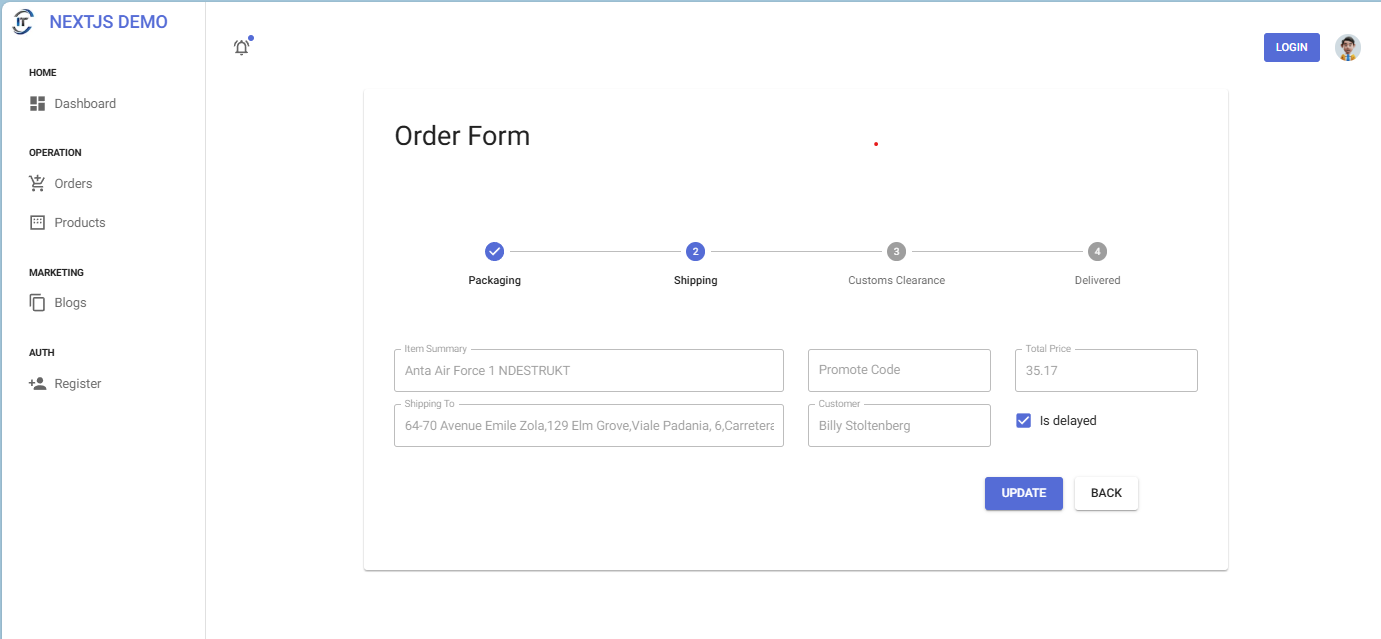 IT NEXTJS DEMO
LOGIN
HOME
Dashboard
OPERATION
Orders
Products
MARKETING
Blogs
AUTH
Register
Order Form
2 3 4
Packaging Shipping Customs Clearance Delivered
Item Summary Total Price
Anta Air Force 1 NDESTRUKT Promote Code 35.17
Shipping To Customer
64-70 Avenue Emile Zola,129 Elm Grove,Viale Padania, 6,Carretera Billy Stoltenberg Is delayed
UPDATE BACK